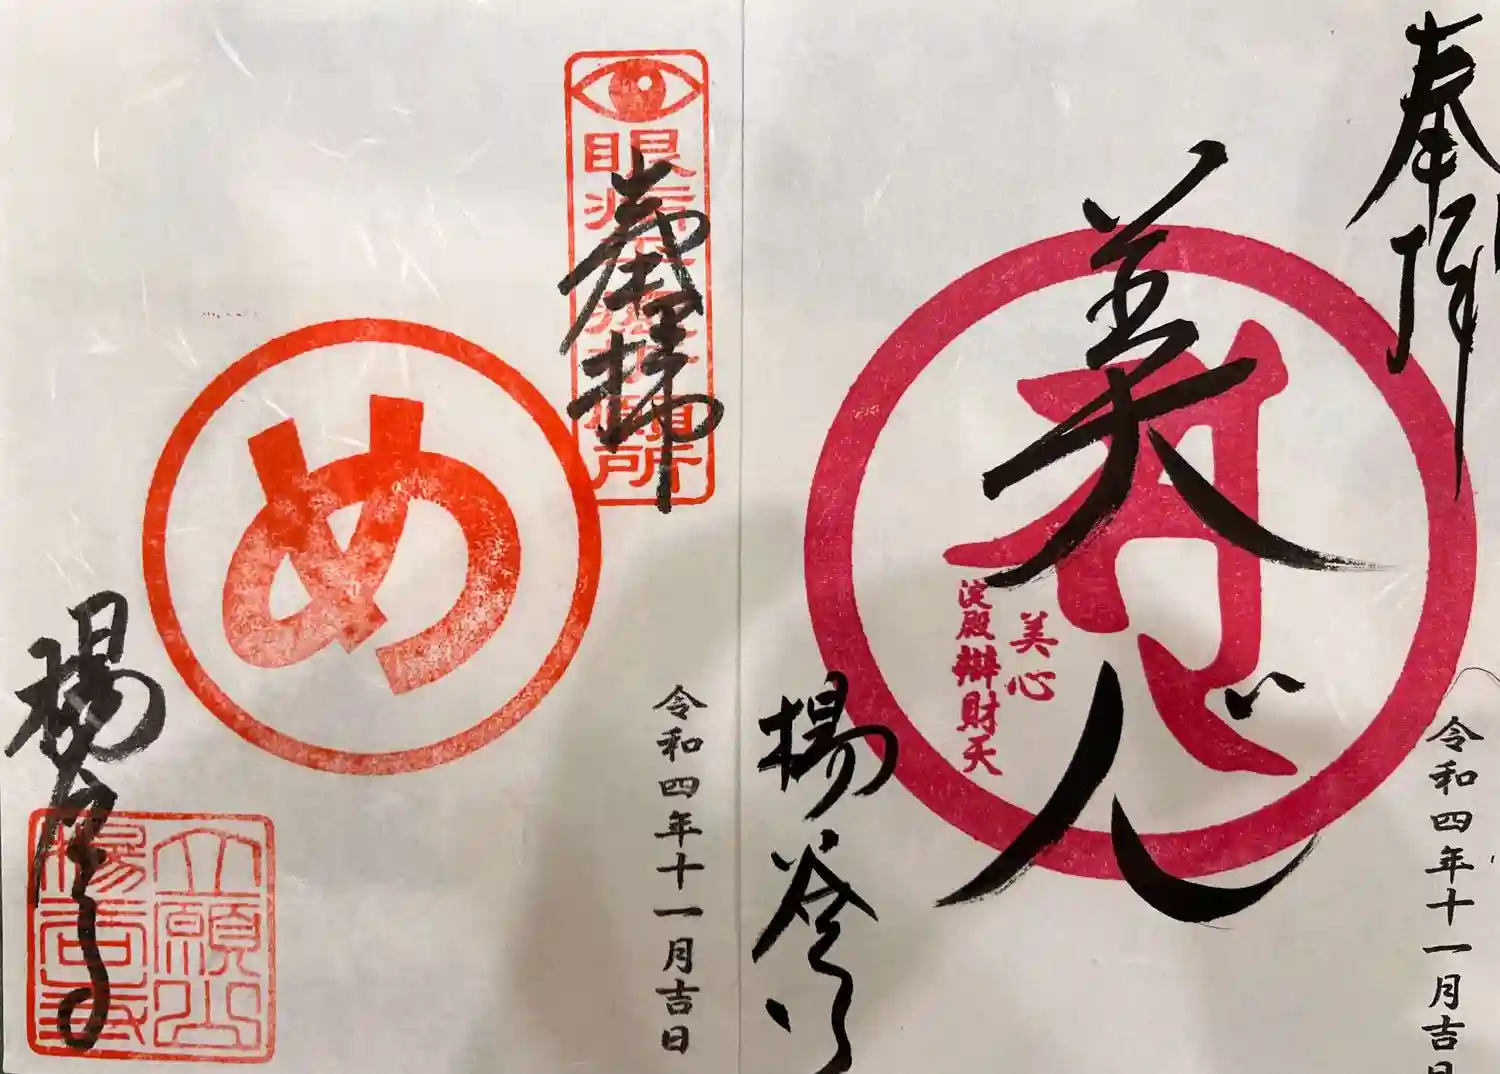 奉拝
令和四年十一月吉日
美心
美心
淀殿辯財天
楊谷寺
眼病平癒祈願所
奉拝
令和四年十一月吉日
め
楊谷寺
立願山
楊谷寺